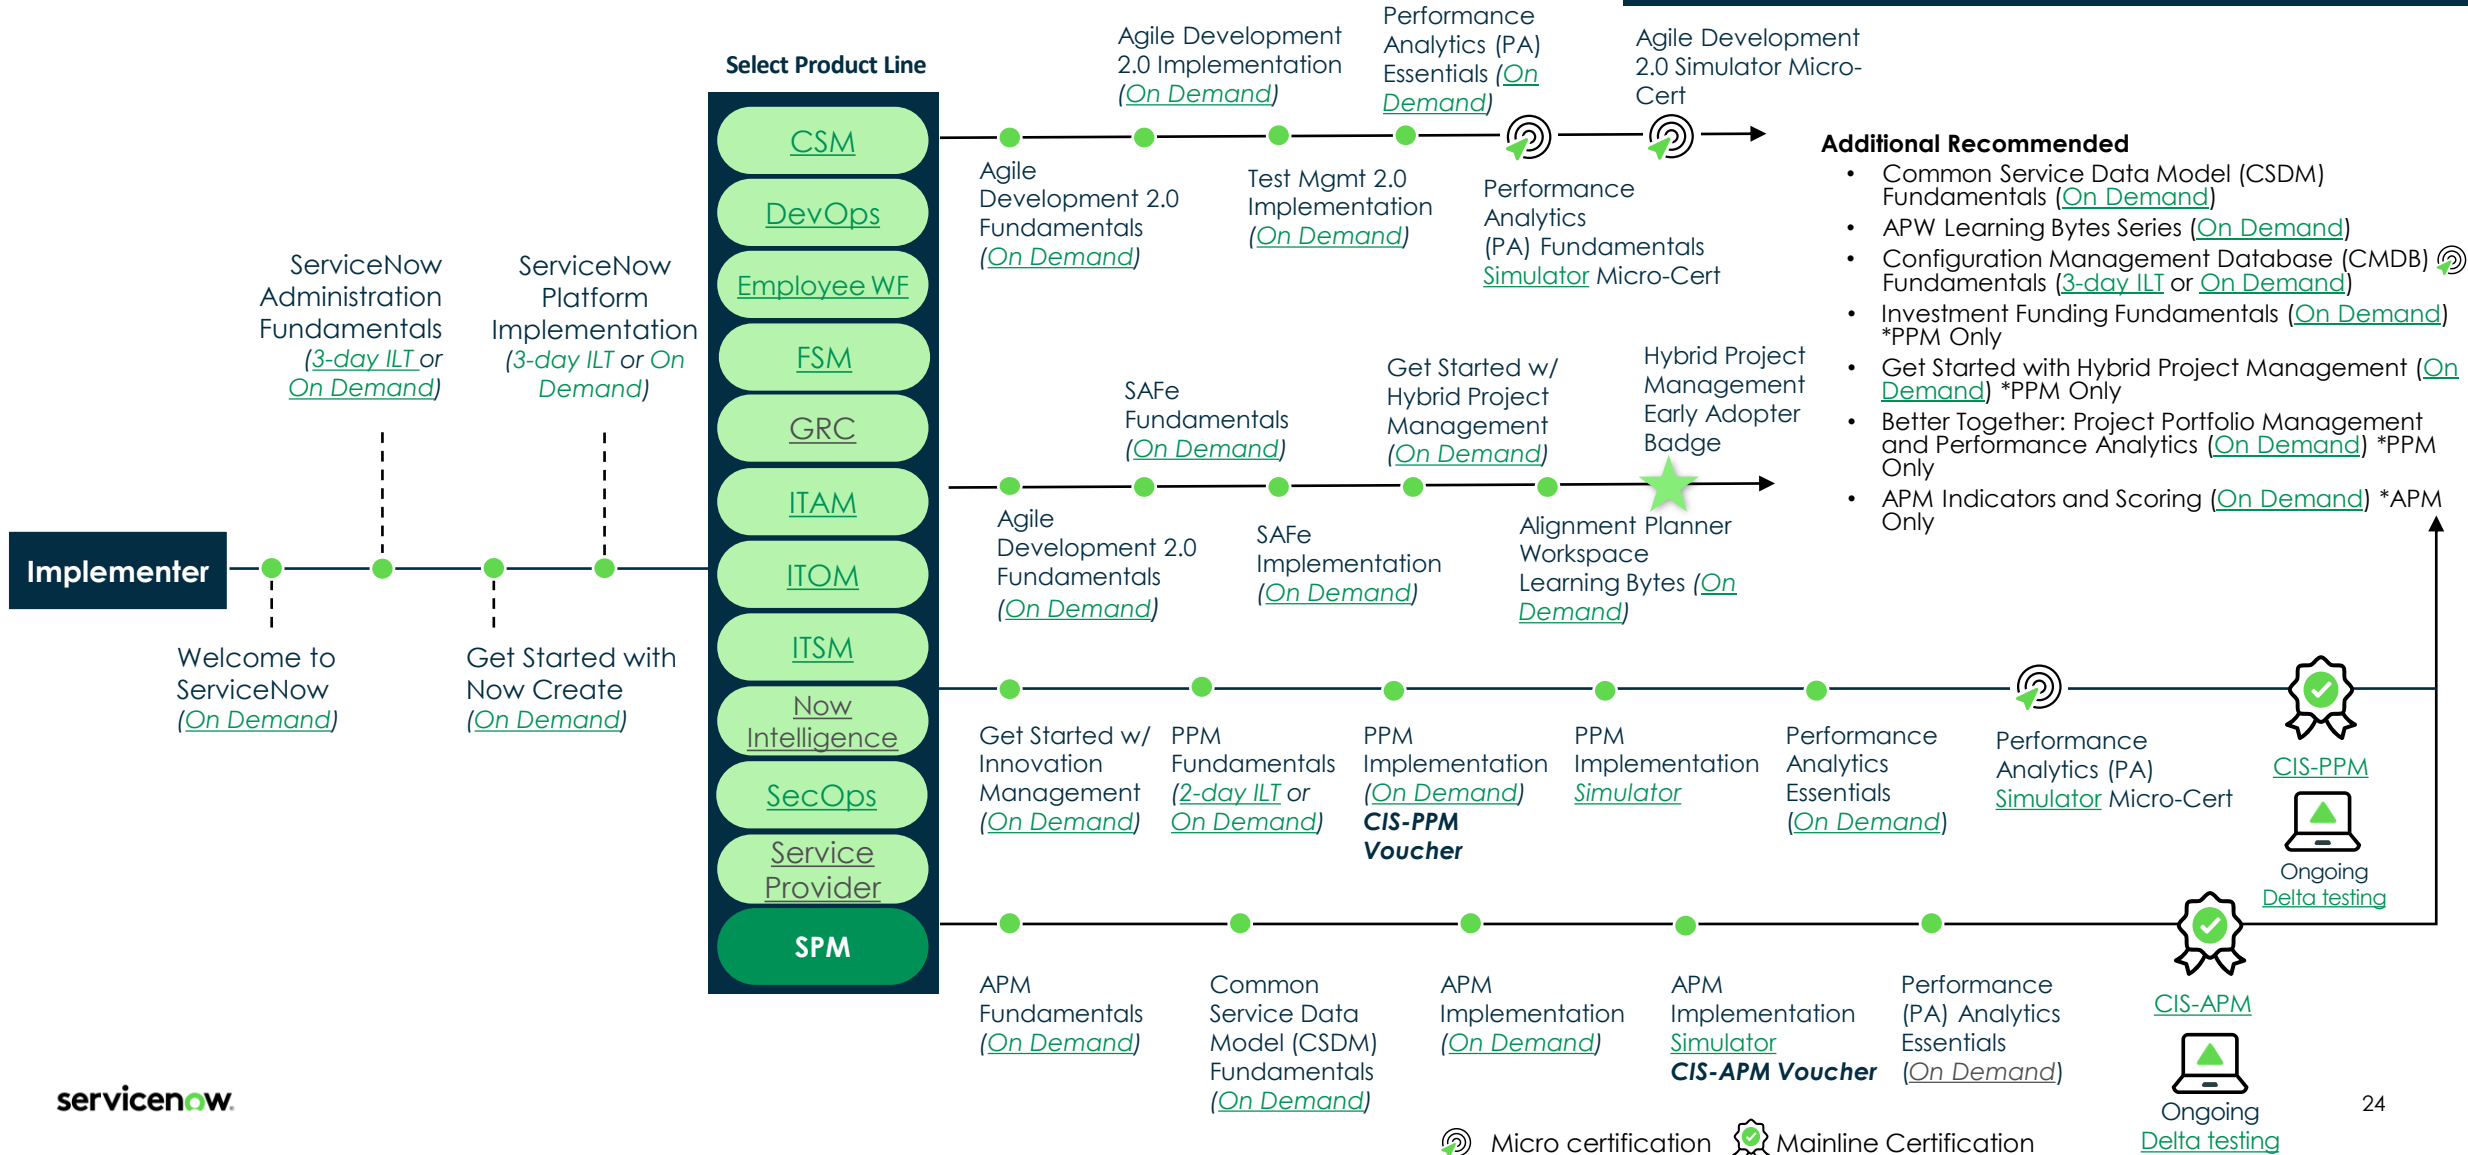 Select Product Line
CSM
DevOps
Employee WF
FSM
GRC
ITAM
ITOM
ITSM
Now
Intelligence
SecOps
Service
Provider
SPM
Implementer
Welcome to
ServiceNow
(On Demand)
ServiceNow
Administration
Fundamentals
(3-day ILT or
On Demand)
Get Started with
Now Create
(On Demand)
ServiceNow
Platform
Implementation
(3-day ILT or On
Demand)
Agile
Development 2.0
Fundamentals
(On Demand)
Agile Development
2.0 Implementation
(On Demand)
Test Mgmt 2.0
Implementation
(On Demand)
Performance
Analytics (PA)
Essentials (On
Demand)
Performance
Analytics
(PA) Fundamentals
Simulator Micro-Cert
Agile Development
2.0 Simulator Micro-
Cert
Agile
Development 2.0
Fundamentals
(On Demand)
SAFe
Fundamentals
(On Demand)
SAFe
Implementation
(On Demand)
Get Started w/
Hybrid Project
Management
(On Demand)
Alignment Planner
Workspace
Learning Bytes (On
Demand)
Hybrid Project
Management
Early Adopter
Badge
Get Started w/
Innovation
Management
(On Demand)
PPM
Fundamentals
(2-day ILT or
On Demand)
PPM
Implementation
(On Demand)
CIS-PPM
Voucher
PPM
Implementation
Simulator
Performance
Analytics
Essentials
(On Demand)
Performance
Analytics (PA)
Simulator Micro-Cert
CIS-PPM
Ongoing
Delta testing
APM
Fundamentals
(On Demand)
Common
Service Data
Model (CSDM)
Fundamentals
(On Demand)
APM
Implementation
(On Demand)
APM
Implementation
Simulator
CIS-APM Voucher
Performance
(PA) Analytics
Essentials
(On Demand)
CIS-APM
Ongoing
Delta testing
Additional Recommended
• Common Service Data Model (CSDM)
Fundamentals (On Demand)
• APW Learning Bytes Series (On Demand)
• Configuration Management Database (CMDB)
Fundamentals (3-day ILT or On Demand)
• Investment Funding Fundamentals (On Demand)
*PPM Only
• Get Started with Hybrid Project Management (On
Demand) *PPM Only
• Better Together: Project Portfolio Management
and Performance Analytics (On Demand) *PPM
Only
• APM Indicators and Scoring (On Demand) *APM
Only
servicenow.
Micro certification
Mainline Certification
24